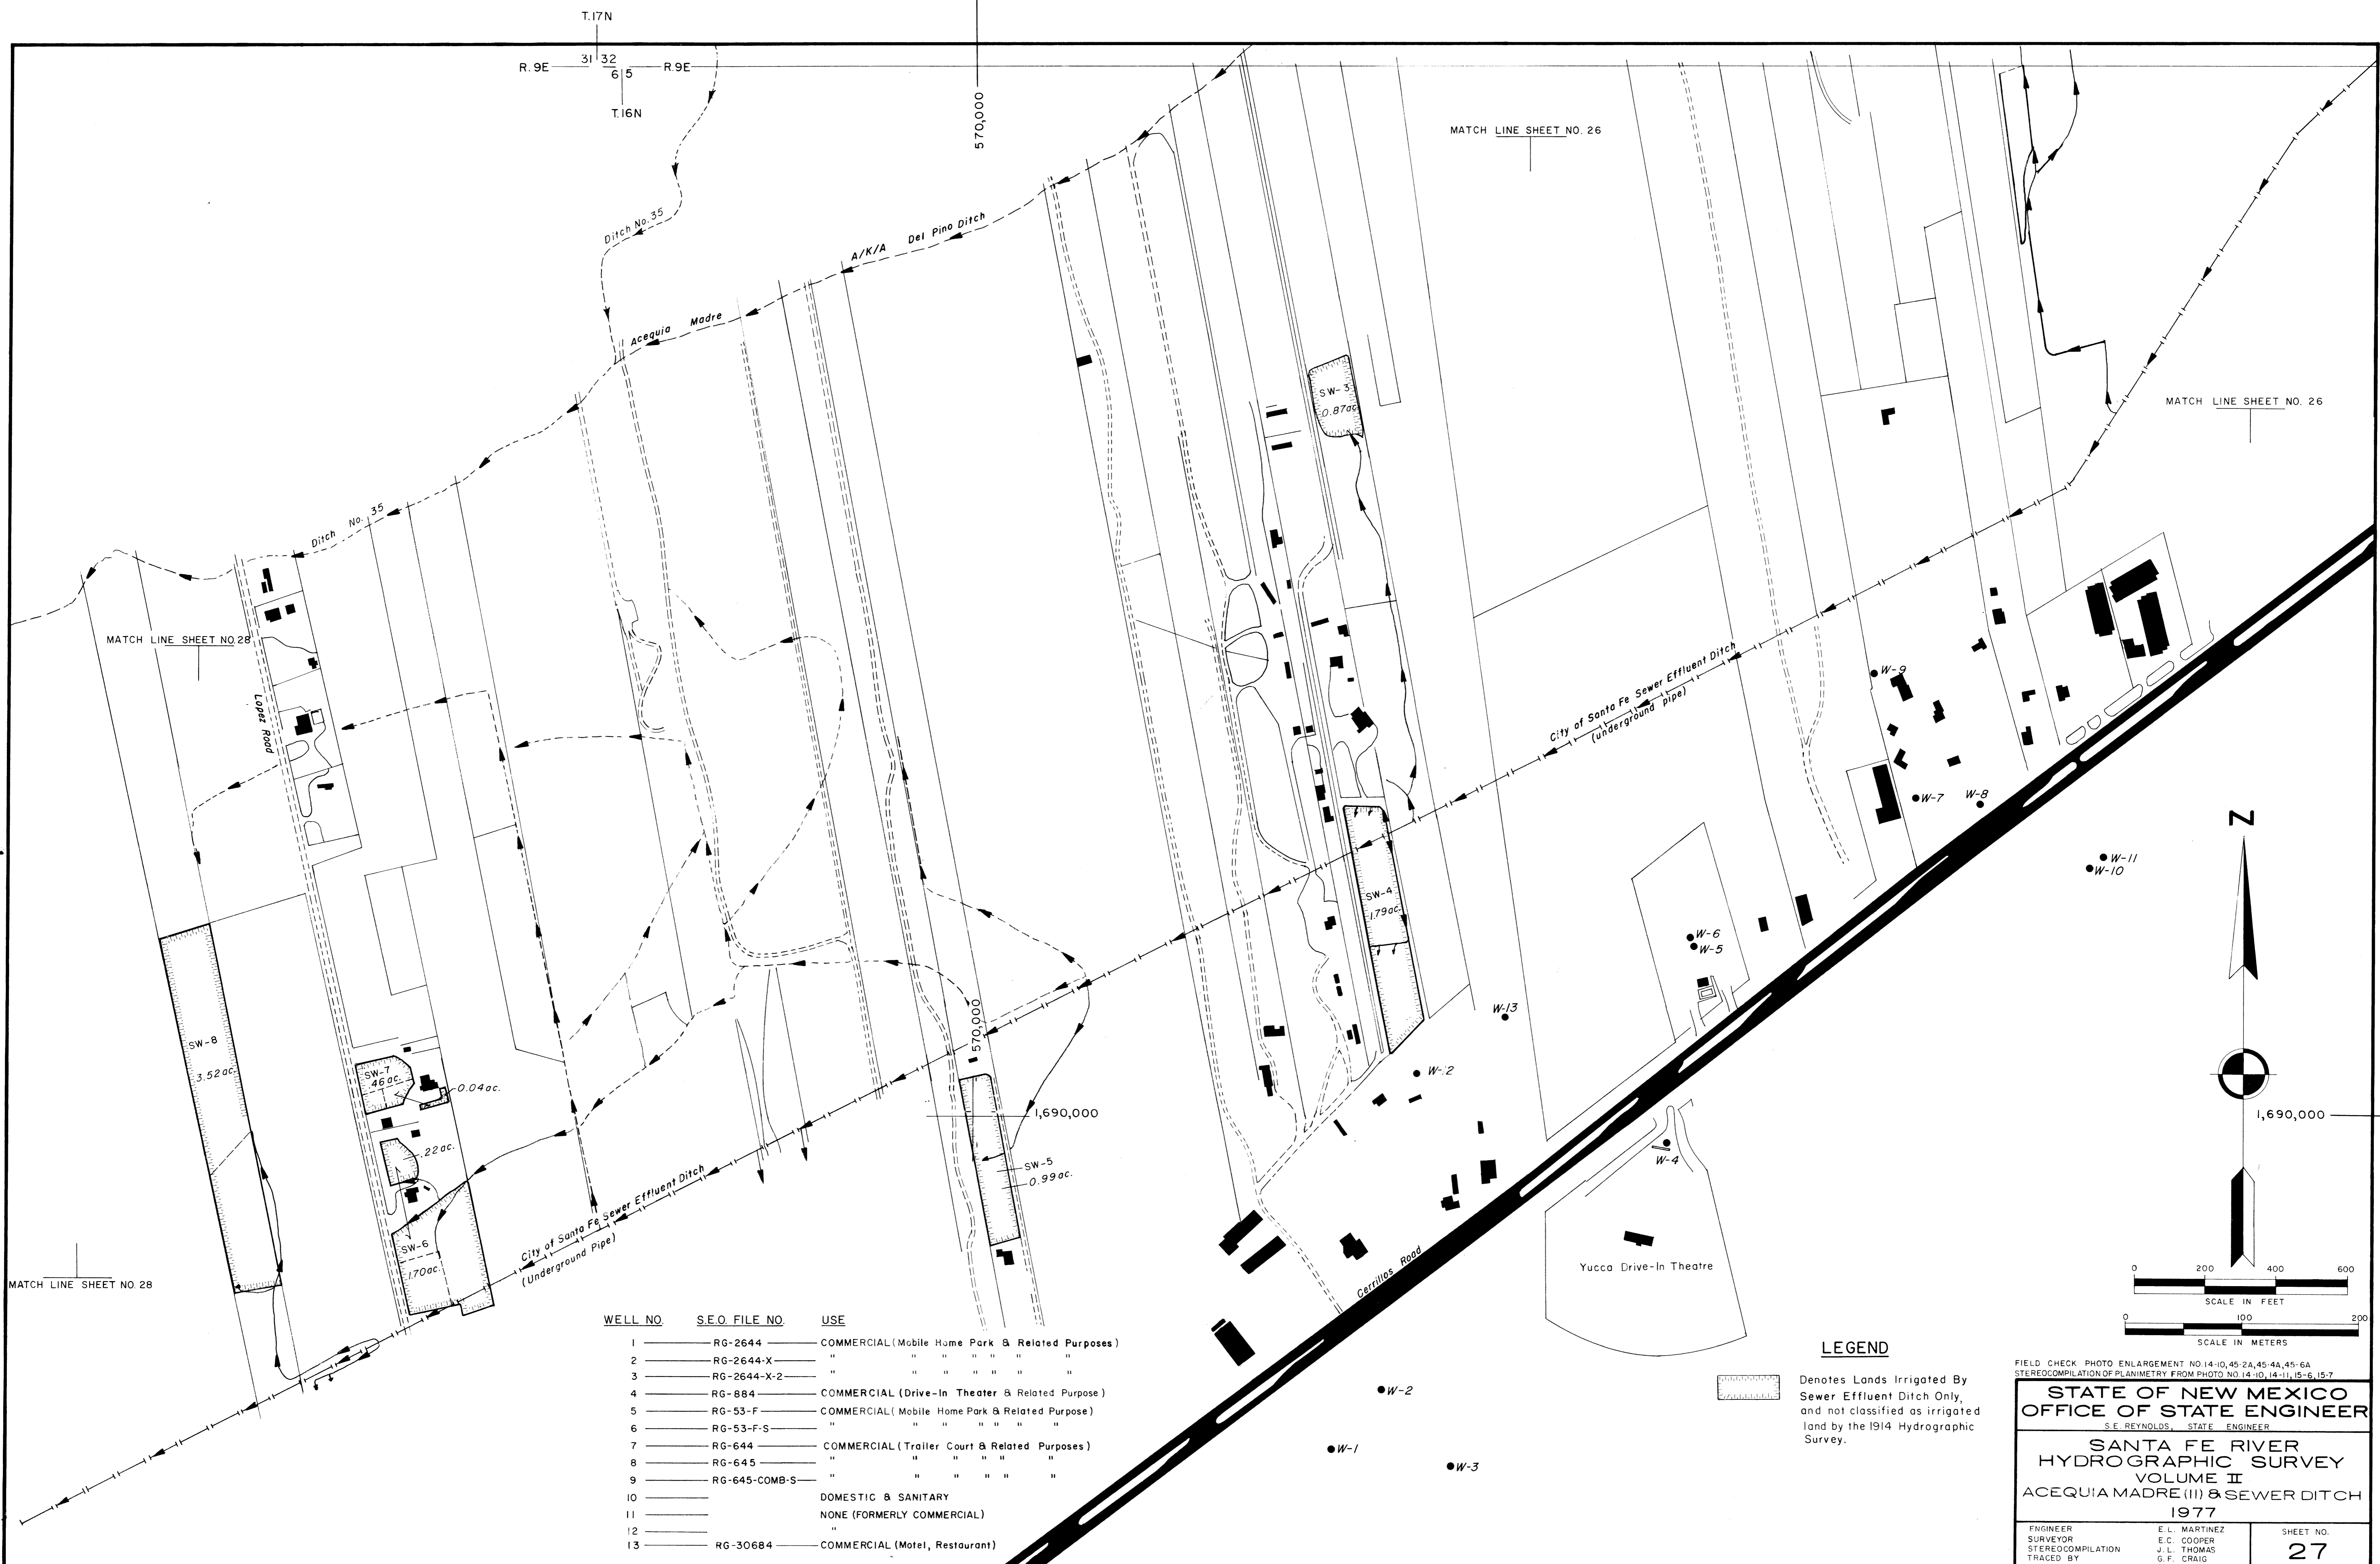 T.17N
31 32
R.9E R.9E
6 5
T.16N
570,000
MATCH LINE SHEET NO. 26
Ditch No. 35
A/K/A Del Pino Ditch
Acequia Madre
SW-3
0.87ac.
MATCH LINE SHEET NO. 26
Ditch No. 35
MATCH LINE SHEET NO. 28
Lopez Road
City of Santa Fe Sewer Effluent Ditch
(underground pipe)
W-9
W-7
W-8
W-11
W-10
N
SW-4
1.79ac.
W-6
W-5
W-13
SW-8
3.52ac.
570,000
SW-7
.46ac.
0.04ac.
W-12
1,690,000
1,690,000
.22ac.
W-4
SW-5
0.99ac.
City of Santa Fe Sewer Effluent Ditch
(Underground Pipe)
SW-6
1.70ac.
MATCH LINE SHEET NO. 28
Yucca Drive-In Theatre
Cerrillos Road
0 200 400 600
SCALE IN FEET
0 100 200
SCALE IN METERS
W-2
W-1
W-3
WELL NO. S.E.O. FILE NO. USE
1 RG-2644 COMMERCIAL (Mobile Home Park & Related Purposes)
2 RG-2644-X " " " " " " "
3 RG-2644-X-2 " " " " " " "
4 RG-884 COMMERCIAL (Drive-In Theater & Related Purpose)
5 RG-53-F COMMERCIAL (Mobile Home Park & Related Purpose)
6 RG-53-F-S " " " " " " "
7 RG-644 COMMERCIAL (Trailer Court & Related Purposes)
8 RG-645 " " " " " "
9 RG-645-COMB-S " " " " " "
10 DOMESTIC & SANITARY
11 NONE (FORMERLY COMMERCIAL)
12 "
13 RG-30684 COMMERCIAL (Motel, Restaurant)
LEGEND
Denotes Lands Irrigated By
Sewer Effluent Ditch Only,
and not classified as irrigated
land by the 1914 Hydrographic
Survey.
FIELD CHECK PHOTO ENLARGEMENT NO. 14-10, 45-2A, 45-4A, 45-6A
STEREOCOMPILATION OF PLANIMETRY FROM PHOTO NO. 14-10, 14-11, 15-6, 15-7
STATE OF NEW MEXICO
OFFICE OF STATE ENGINEER
S.E. REYNOLDS, STATE ENGINEER
SANTA FE RIVER
HYDROGRAPHIC SURVEY
VOLUME II
ACEQUIA MADRE (11) & SEWER DITCH
1977
ENGINEER E.L. MARTINEZ
SURVEYOR E.C. COOPER
STEREOCOMPILATION J.L. THOMAS
TRACED BY G.F. CRAIG
SHEET NO.
27